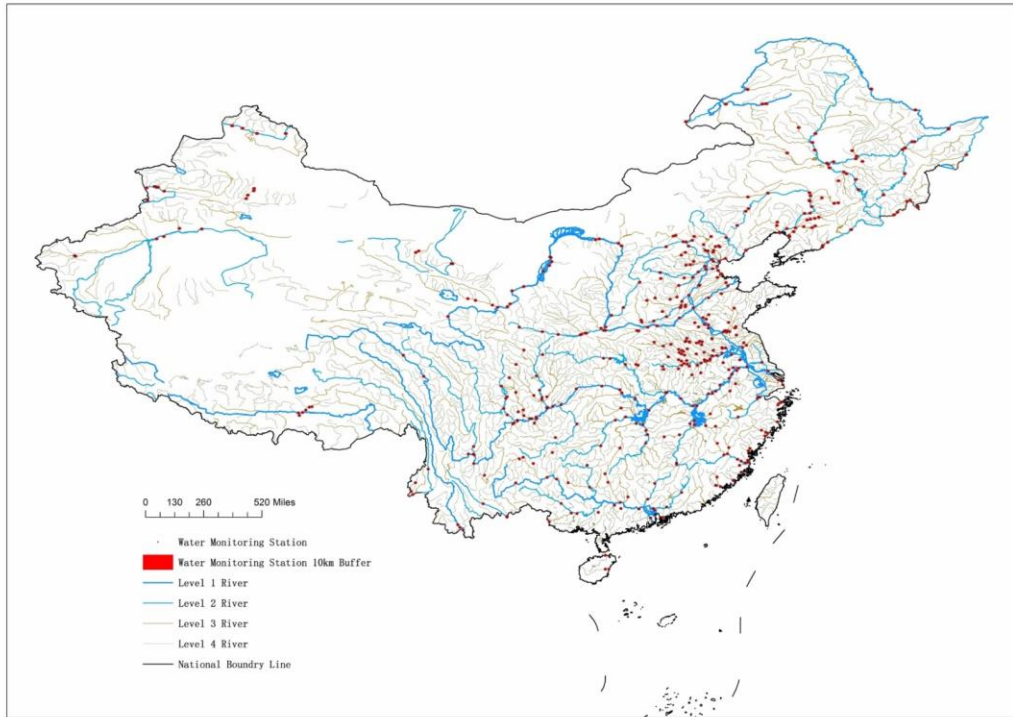 0 130 260 520 Miles
Water Monitoring Station
Water Monitoring Station 10km Buffer
Level 1 River
Level 2 River
Level 3 River
Level 4 River
National Boundry Line